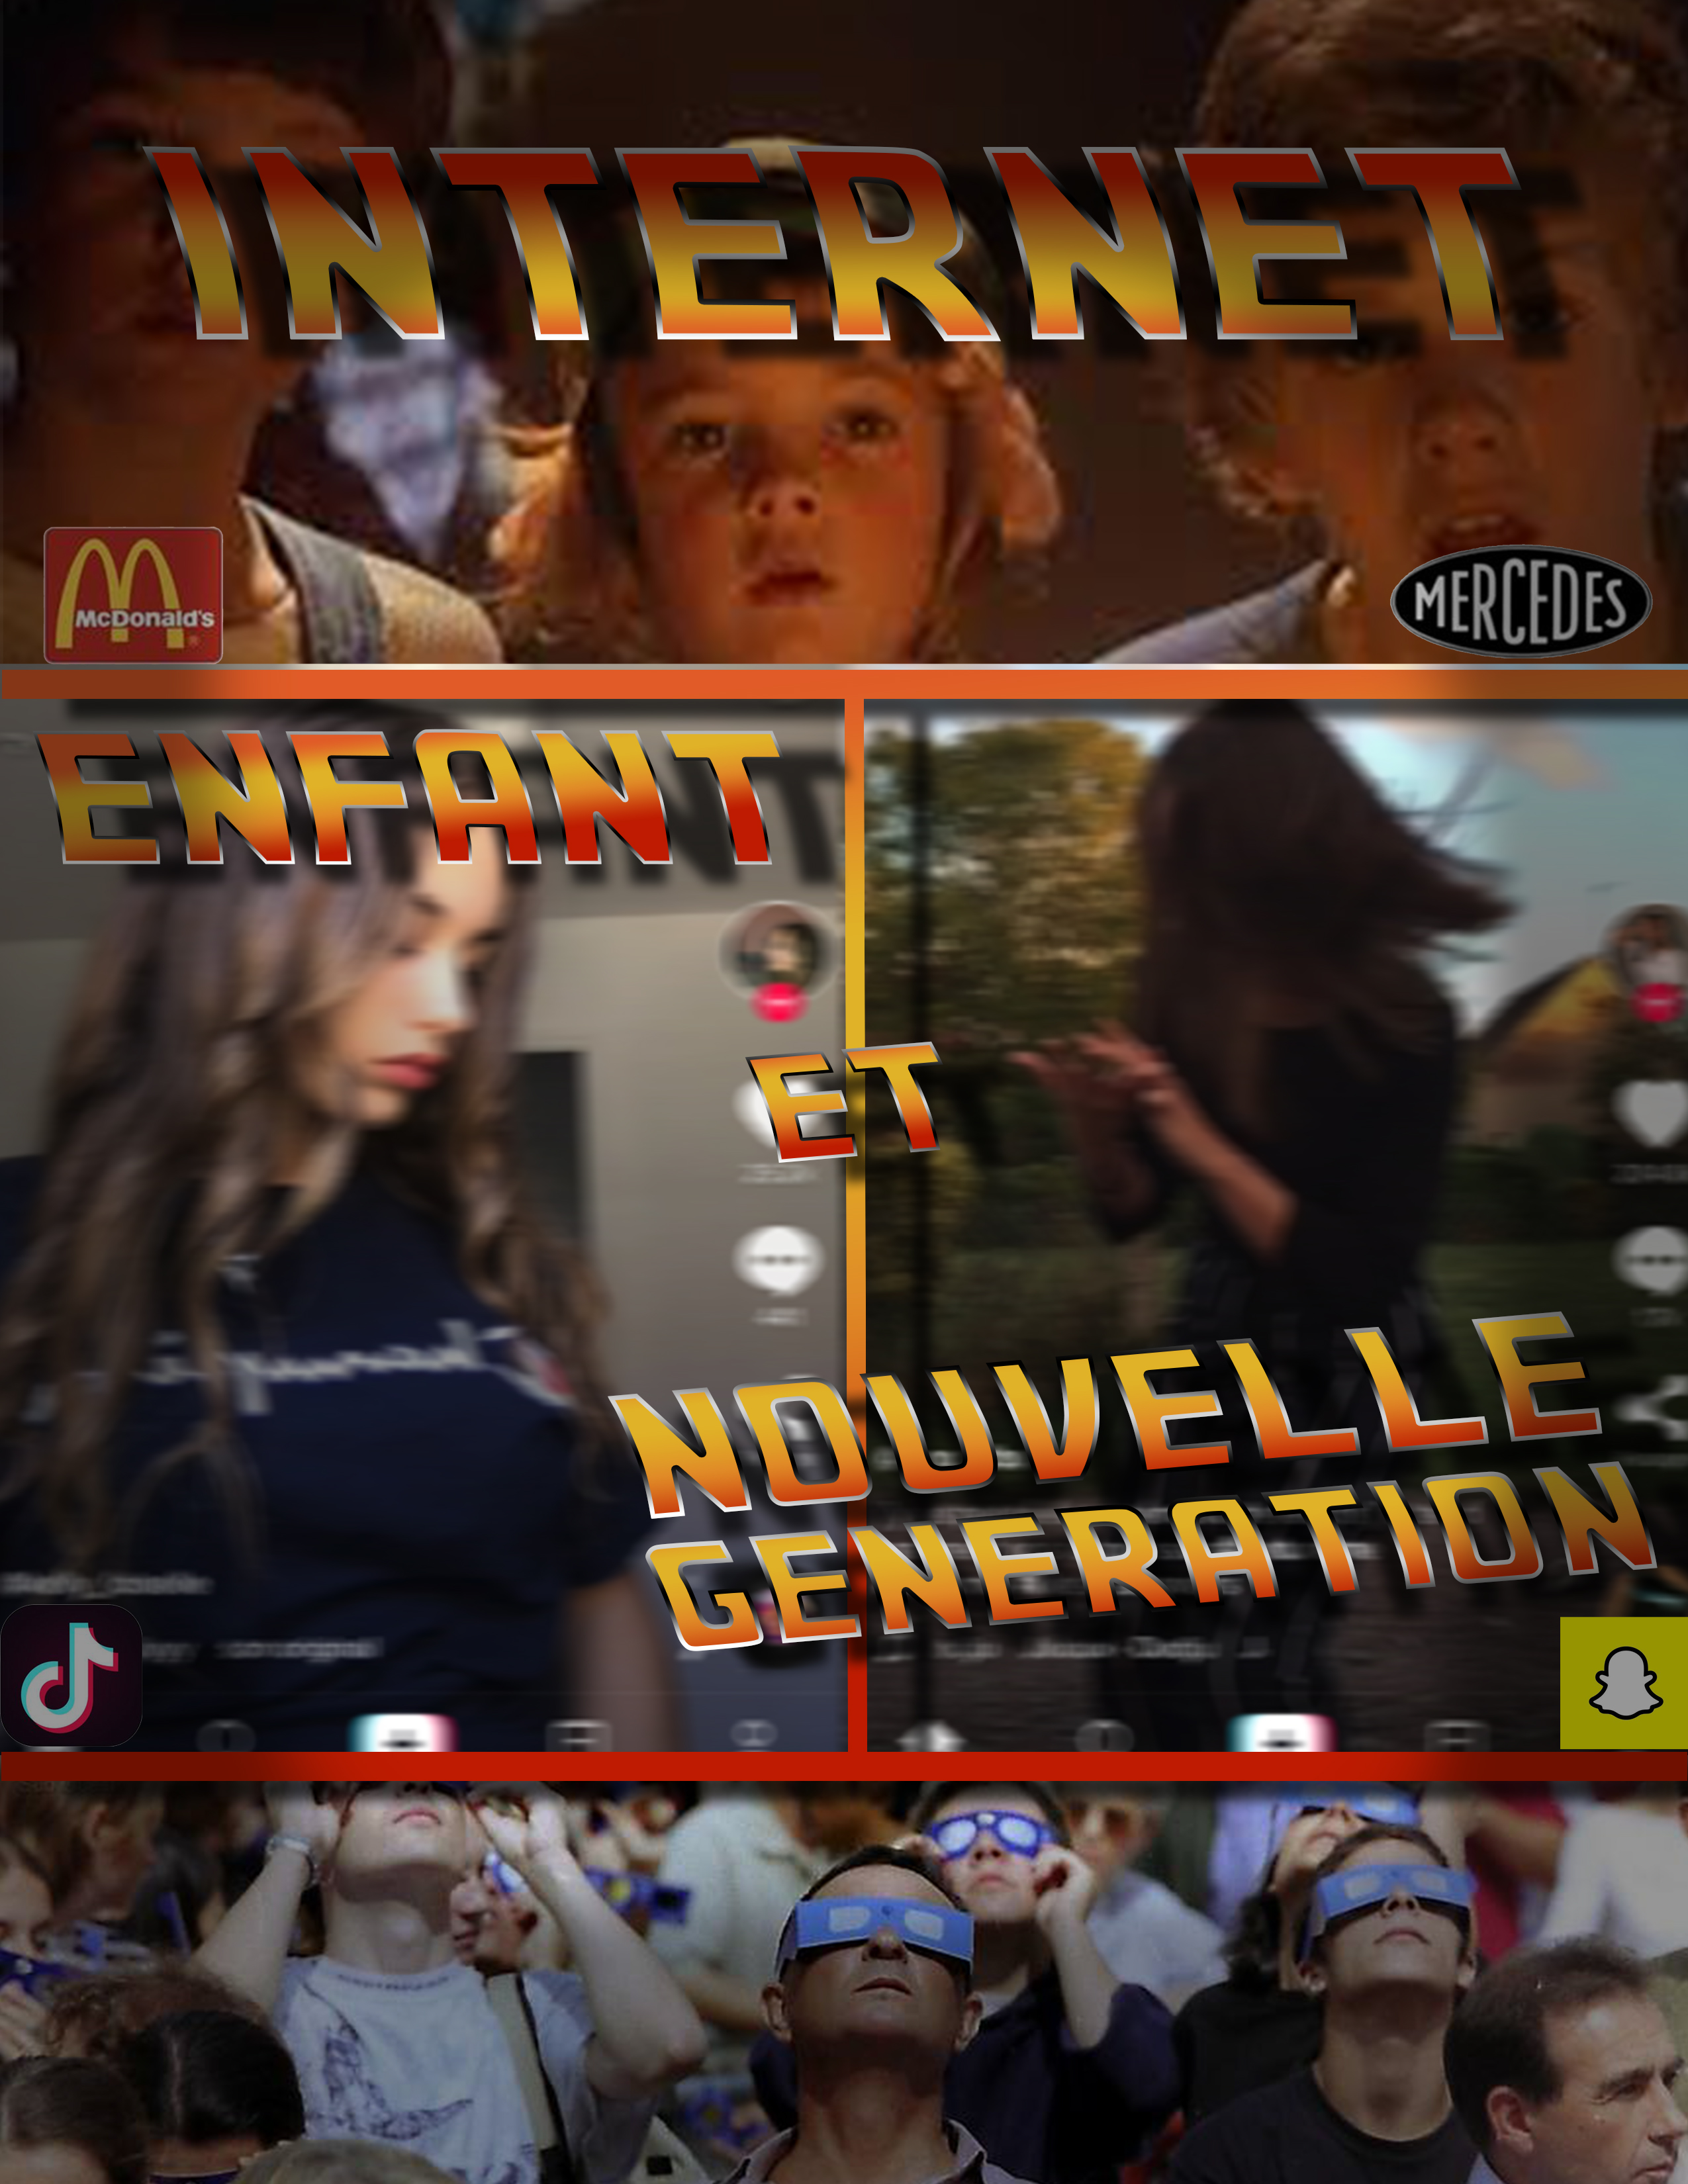 INTERNET
McDonald's
MERCEDES
ENFANT
ET
NOUVELLE
GENERATION